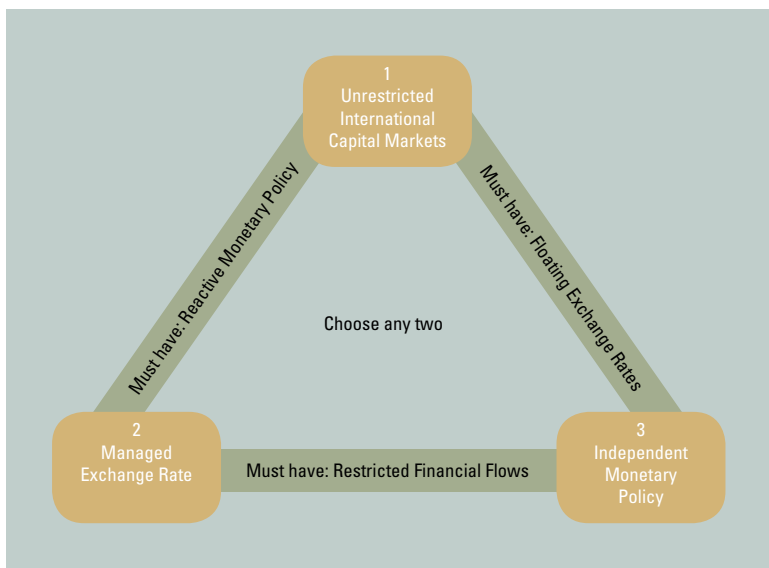 1
Unrestricted
International
Capital Markets
Must have: Reactive Monetary Policy
Must have: Floating Exchange Rates
Choose any two
2
Managed
Exchange Rate
Must have: Restricted Financial Flows
3
Independent
Monetary
Policy